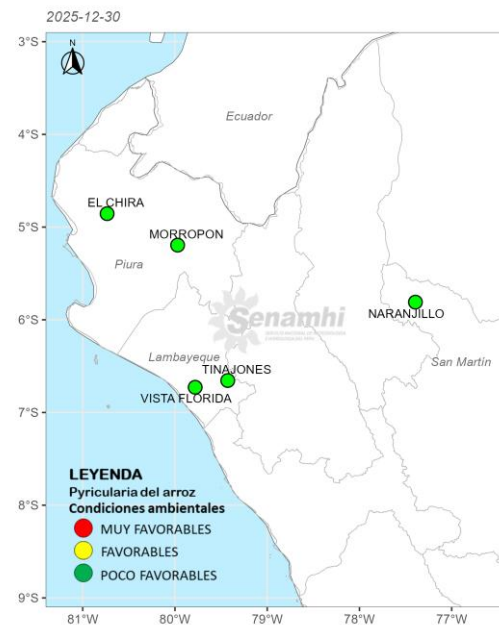 2025-12-30
3°S
4°S
5°S
6°S
7°S
8°S
9°S
N
Ecuador
EL CHIRA
MORROPON
Piura
NARANJILLO
Senamhi
San Martín
Lambayeque
TINAJONES
VISTA FLORIDA
LEYENDA
Pyricularia del arroz
Condiciones ambientales
MUY FAVORABLES
FAVORABLES
POCO FAVORABLES
81°W
80°W
79°W
78°W
77°W